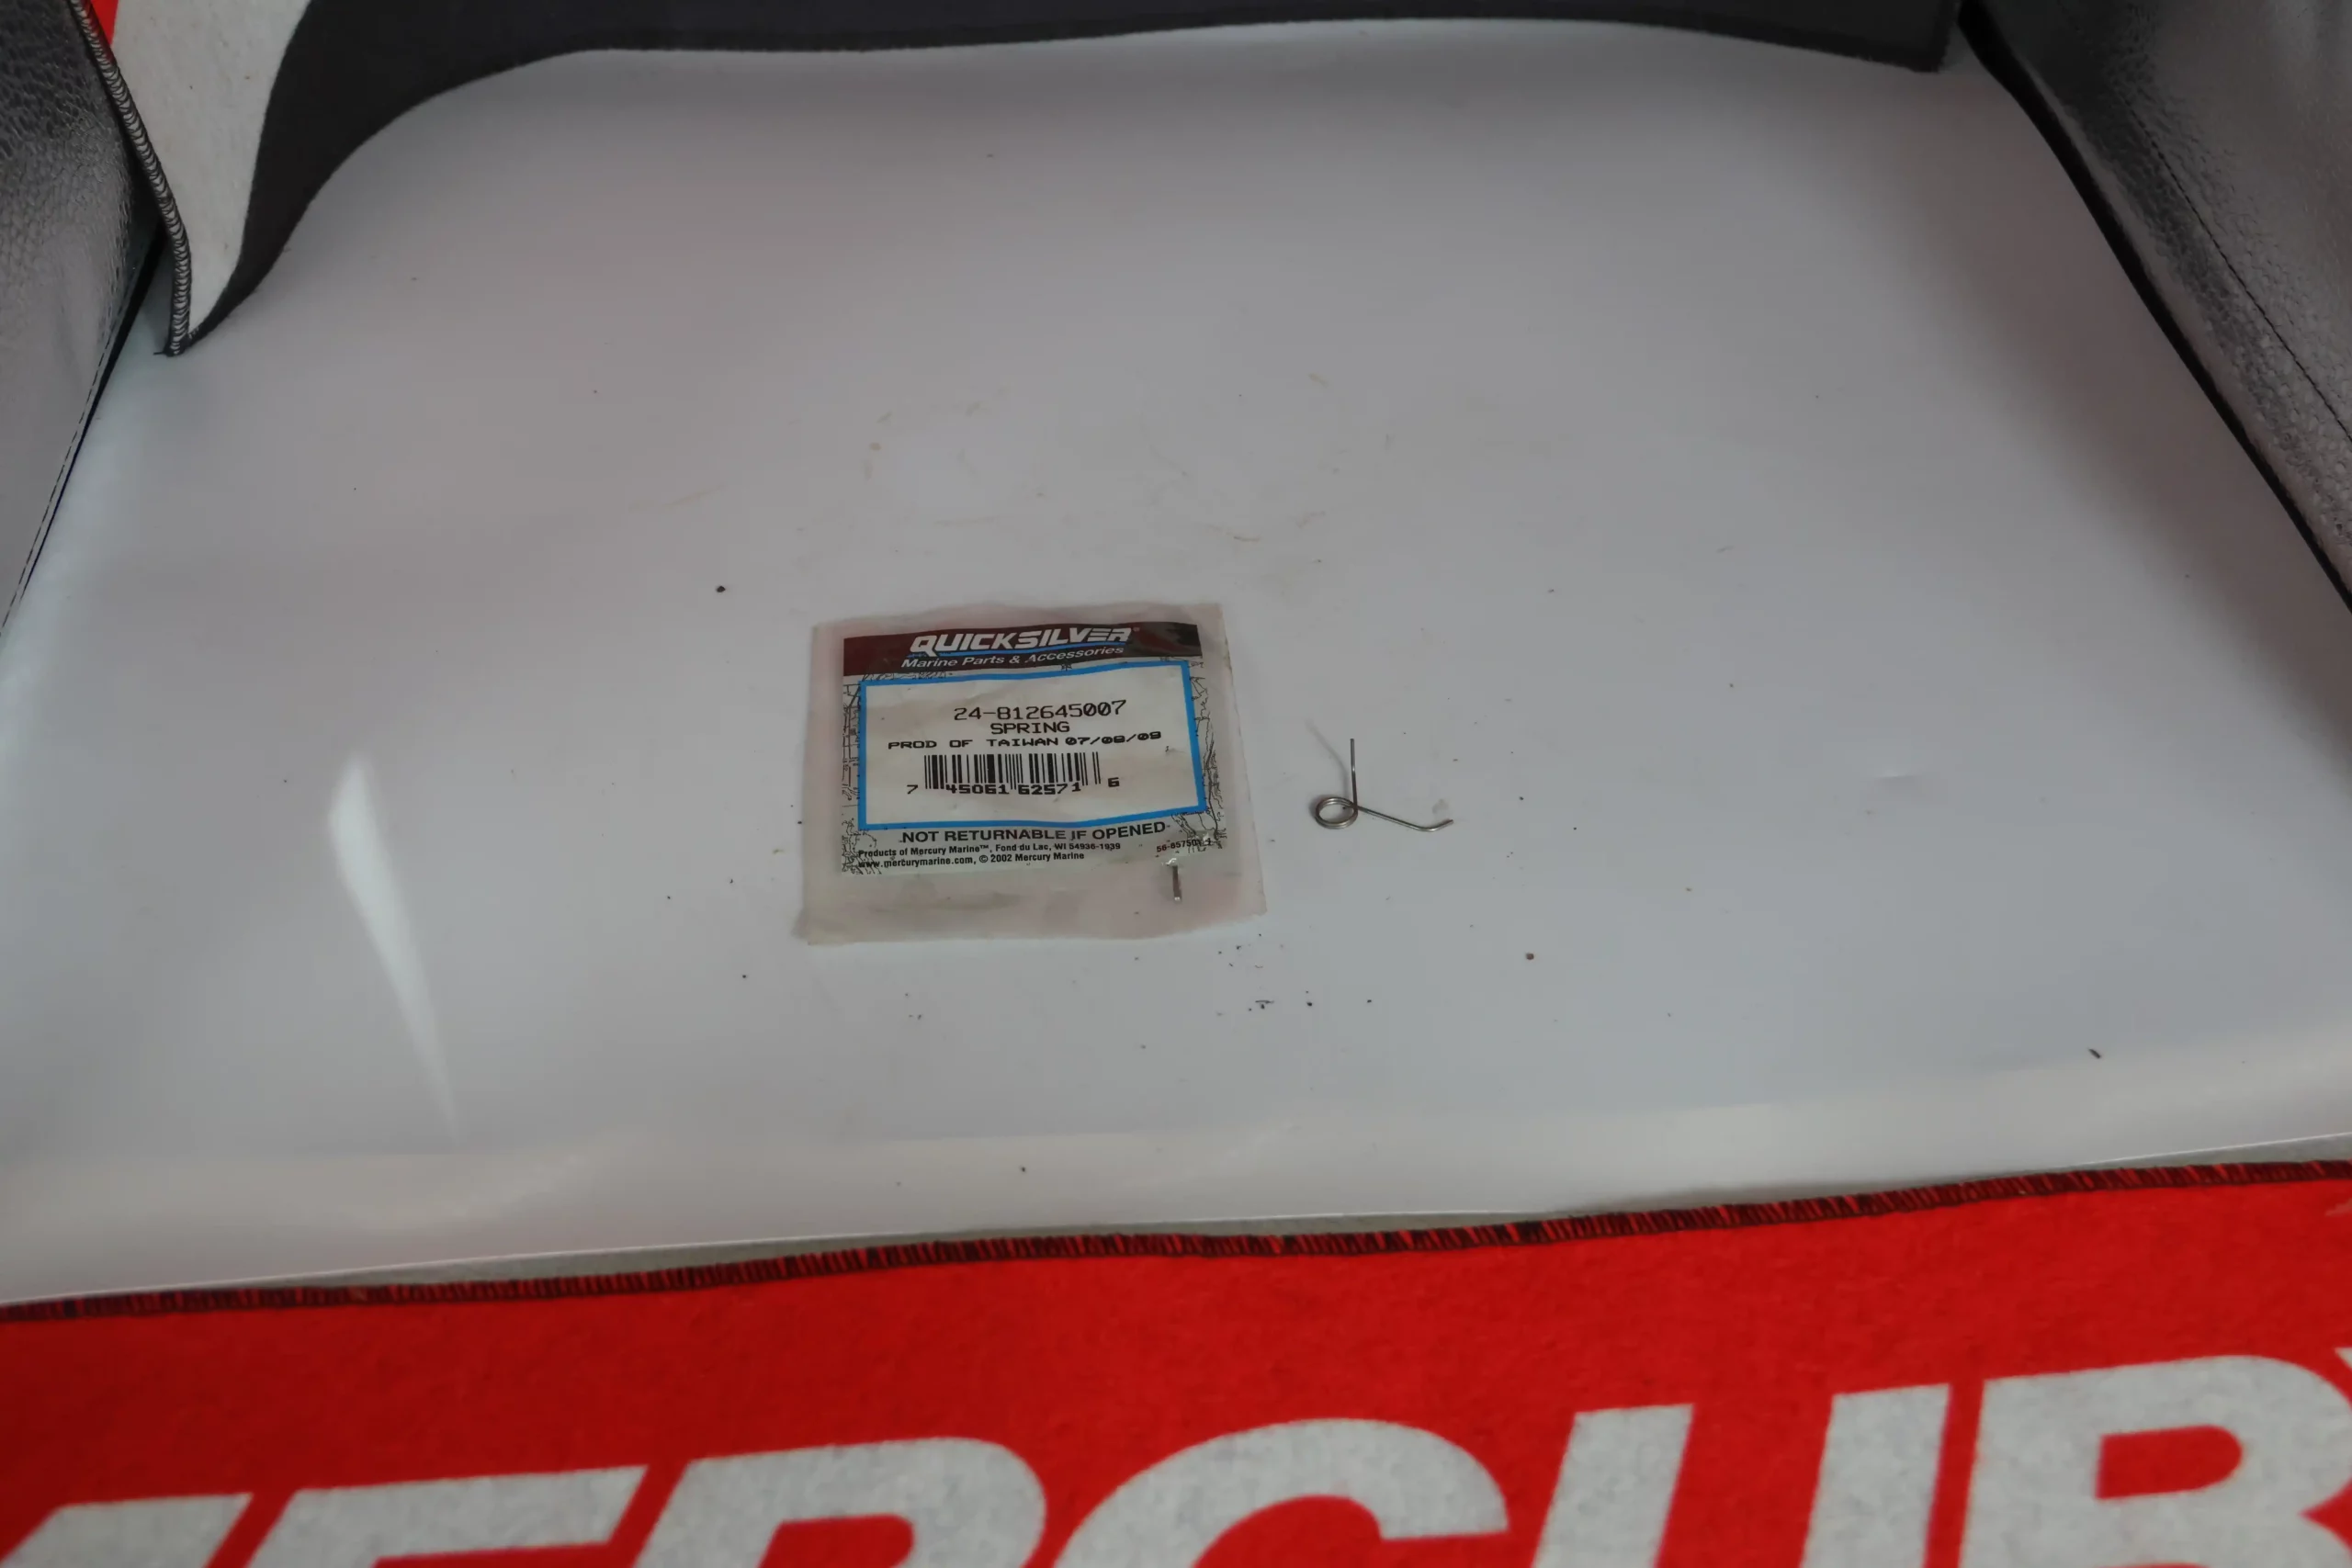 QUICKSILVER®
Marine Parts & Accessories
24-812645007
SPRING
PROD OF TAIWAN 07/08/09
7 45061 62571 6
NOT RETURNABLE IF OPENED
Products of Mercury Marine™, Fond du Lac, WI 54936-1939
www.mercurymarine.com, © 2002 Mercury Marine
ERCUR